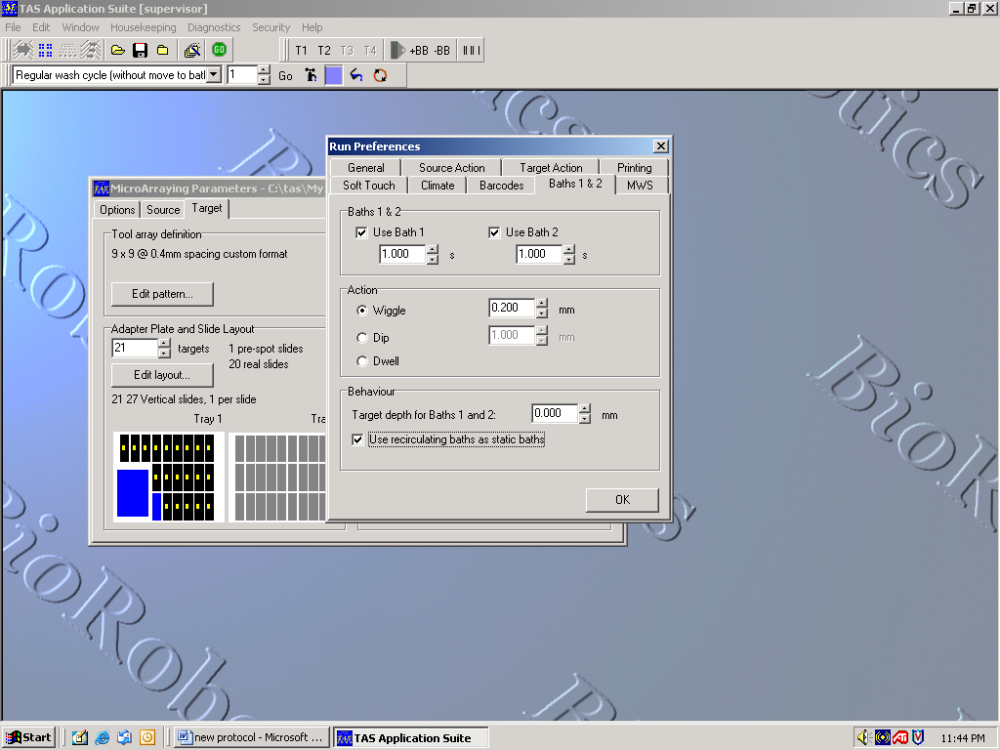 TAS Application Suite [supervisor]
File Edit Window Housekeeping Diagnostics Security Help
GO T1 T2 T3 T4 +BB -BB
Regular wash cycle (without move to bath 1 Go
BioRobotics
Run Preferences
General Source Action Target Action Printing
Soft Touch Climate Barcodes Baths 1 & 2 MWS
Baths 1 & 2
Use Bath 1 Use Bath 2
1.000 s 1.000 s
Action
Wiggle 0.200 mm
Dip 1.000 mm
Dwell
Behaviour
Target depth for Baths 1 and 2: 0.000 mm
Use recirculating baths as static baths
OK
TAS MicroArraying Parameters - C:\tas\My
Options Source Target
Tool array definition
9 x 9 @ 0.4mm spacing custom format
Edit pattern...
Adapter Plate and Slide Layout
21 targets 1 pre-spot slides
20 real slides
Edit layout...
21 27 Vertical slides, 1 per slide
Tray 1 Tra
BioRob
Start new protocol - Microsoft ... TAS Application Suite 11:44 PM